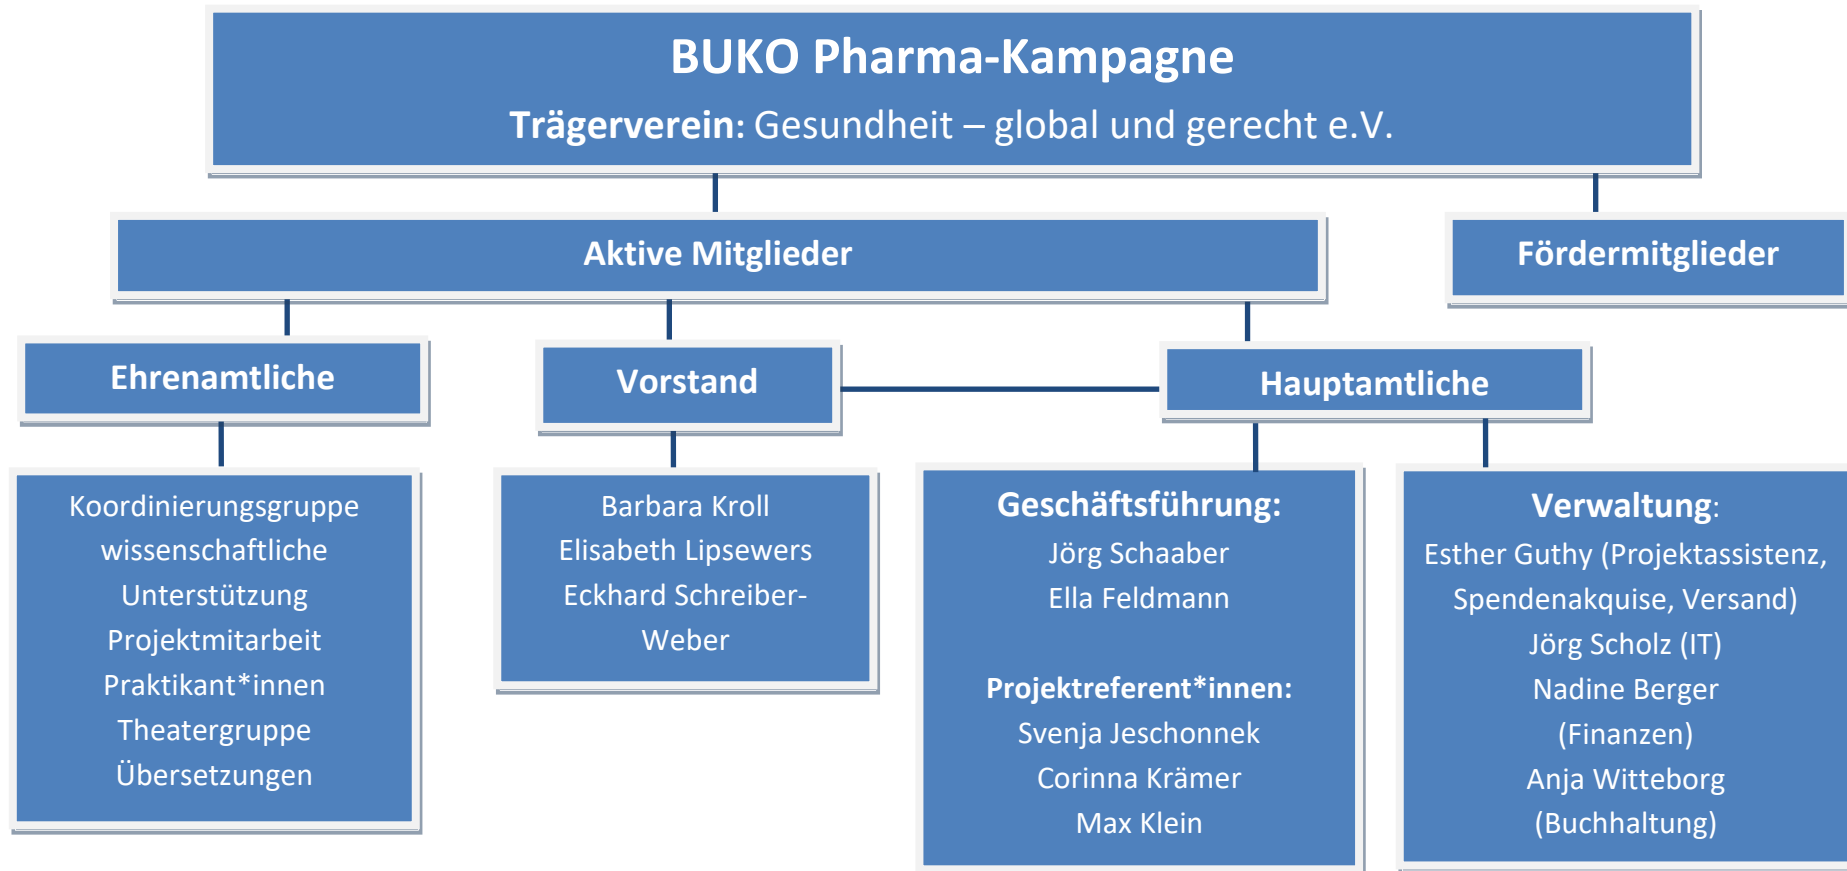 BUKO Pharma-Kampagne
Trägerverein: Gesundheit – global und gerecht e.V.
Aktive Mitglieder
Fördermitglieder
Ehrenamtliche
Vorstand
Hauptamtliche
Koordinierungsgruppe
wissenschaftliche
Unterstützung
Projektmitarbeit
Praktikant*innen
Theatergruppe
Übersetzungen
Barbara Kroll
Elisabeth Lipsewers
Eckhard Schreiber-
Weber
Geschäftsführung:
Jörg Schaaber
Ella Feldmann
Projektreferent*innen:
Svenja Jeschonnek
Corinna Krämer
Max Klein
Verwaltung:
Esther Guthy (Projektassistenz,
Spendenakquise, Versand)
Jörg Scholz (IT)
Nadine Berger
(Finanzen)
Anja Witteborg
(Buchhaltung)